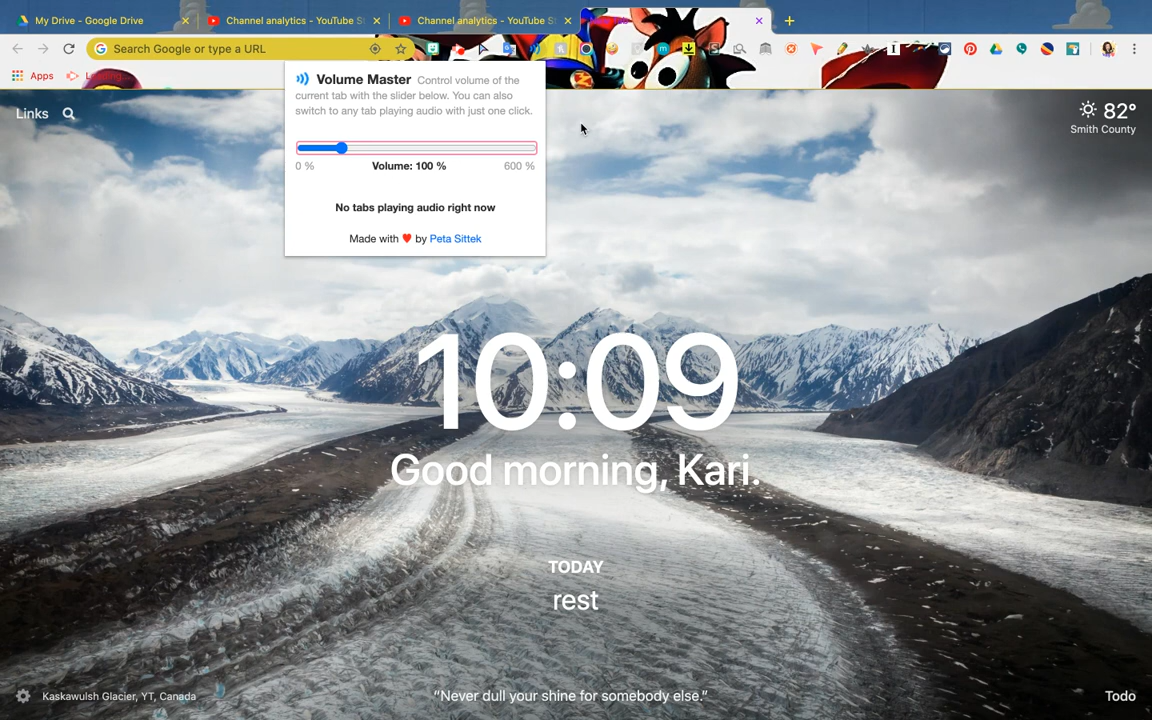 My Drive - Google Drive
Channel analytics - YouTube St
Channel analytics - YouTube St
Search Google or type a URL
Apps
Loading...
Volume Master Control volume of the
current tab with the slider below. You can also
switch to any tab playing audio with just one click.
0 % Volume: 100 % 600 %
No tabs playing audio right now
Made with ❤ by Peta Sittek
Links
82°
Smith County
10:09
Good morning, Kari.
TODAY
rest
Kaskawulsh Glacier, YT, Canada
“Never dull your shine for somebody else.”
Todo